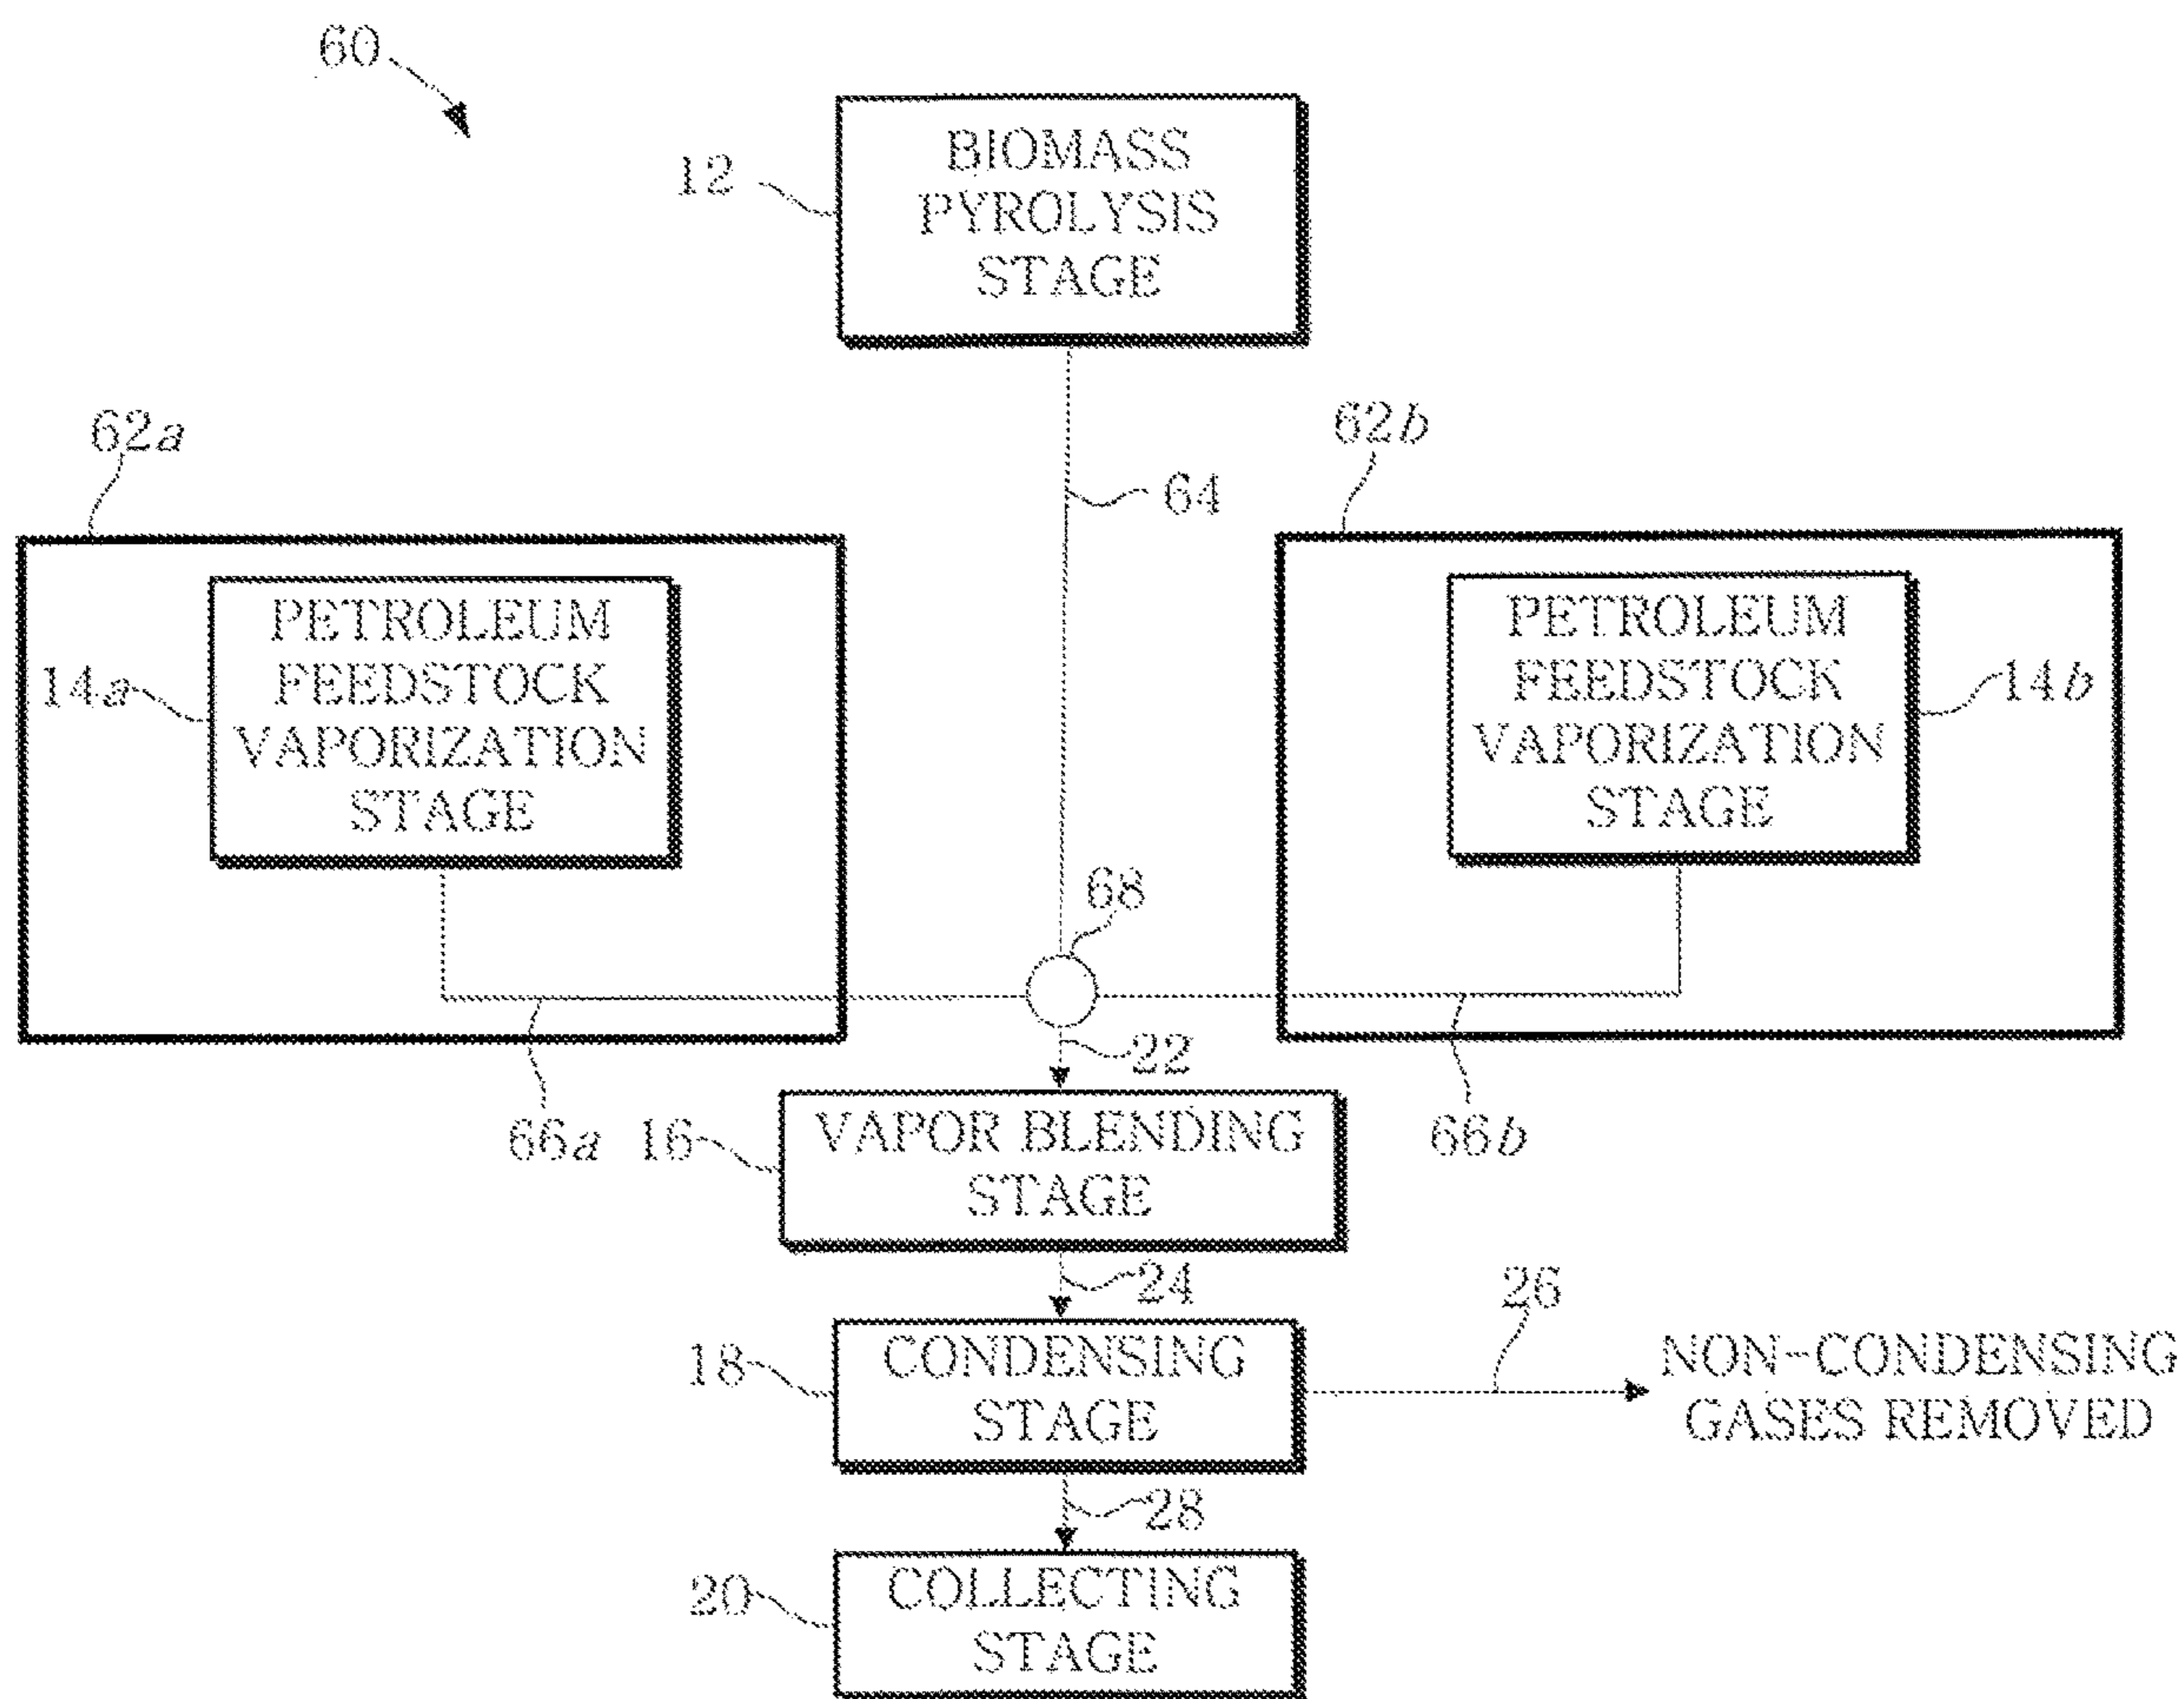 60
12
BIOMASS
PYROLYSIS
STAGE
62a
62b
64
14a
PETROLEUM
FEEDSTOCK
VAPORIZATION
STAGE
PETROLEUM
FEEDSTOCK
VAPORIZATION
STAGE
14b
68
22
66a
16
VAPOR BLENDING
STAGE
66b
24
26
18
CONDENSING
STAGE
NON-CONDENSING
GASES REMOVED
28
20
COLLECTING
STAGE